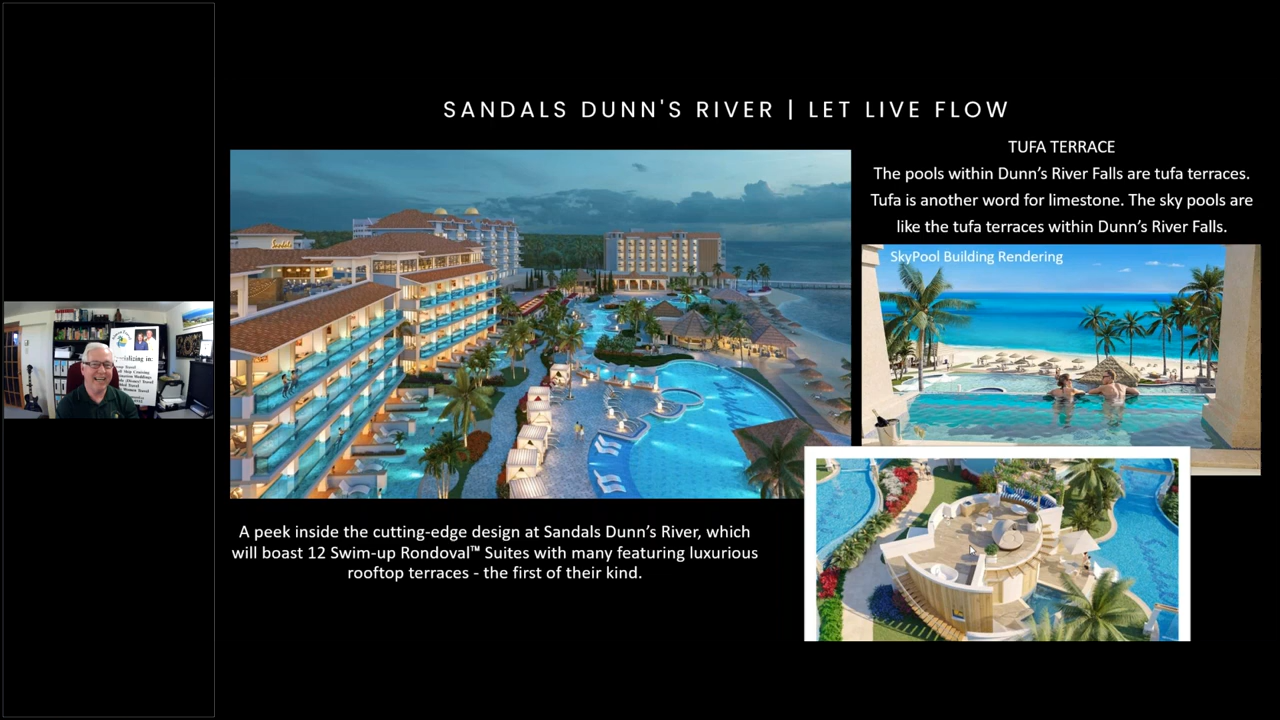 SANDALS DUNN'S RIVER | LET LIVE FLOW
TUFA TERRACE
The pools within Dunn's River Falls are tufa terraces.
Tufa is another word for limestone. The sky pools are
like the tufa terraces within Dunn's River Falls.
SkyPool Building Rendering
Sandals
Sandals
A peek inside the cutting-edge design at Sandals Dunn's River, which
will boast 12 Swim-up Rondoval™ Suites with many featuring luxurious
rooftop terraces - the first of their kind.
Sandals